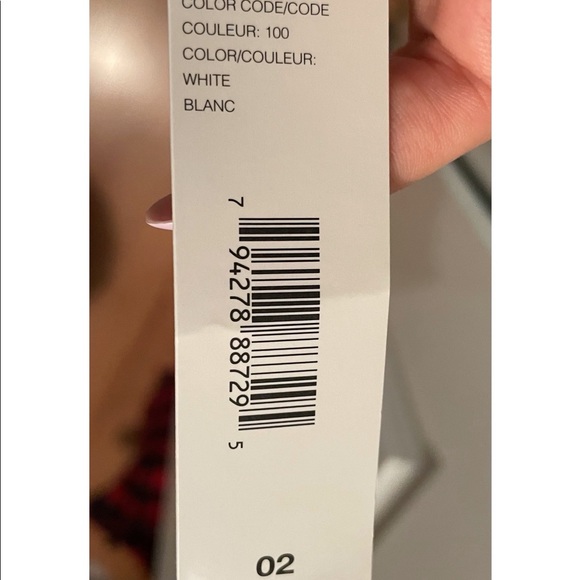 COLOR CODE/CODE
COULEUR: 100
COLOR/COULEUR:
WHITE
BLANC
7 94278 88729 5
02